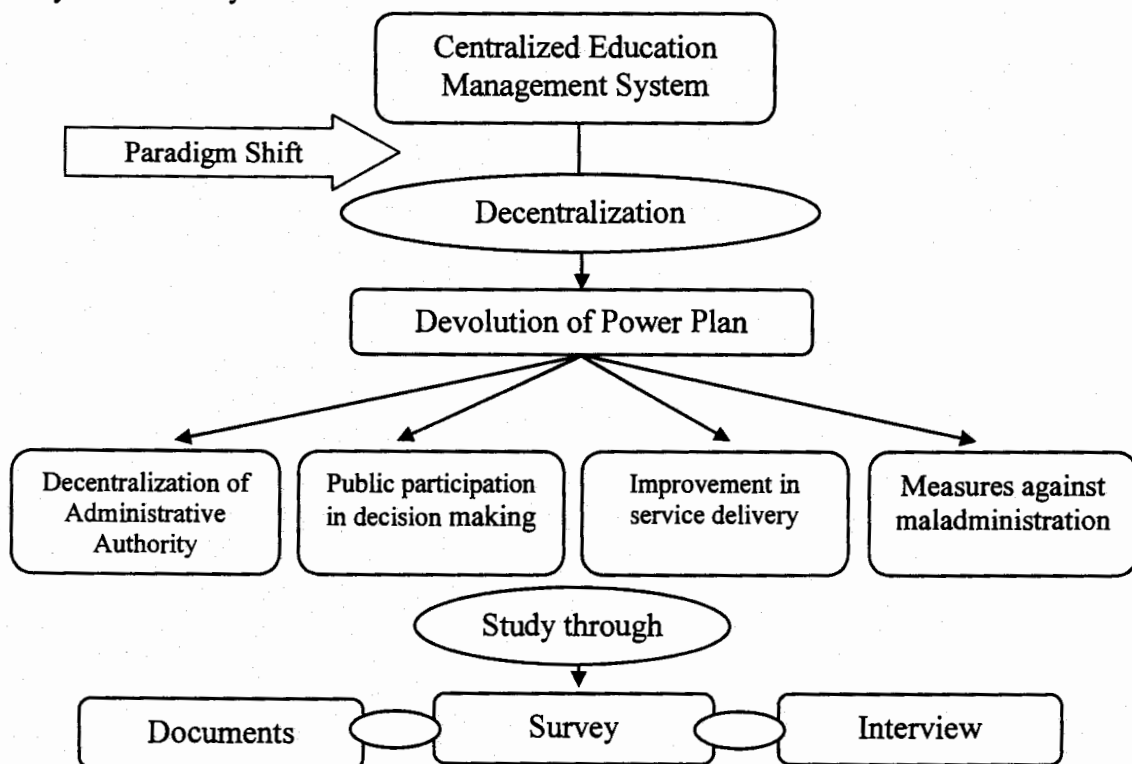 Centralized Education
Management System
Paradigm Shift
Decentralization
Devolution of Power Plan
Decentralization of
Administrative
Authority
Public participation
in decision making
Improvement in
service delivery
Measures against
maladministration
Study through
Documents
Survey
Interview